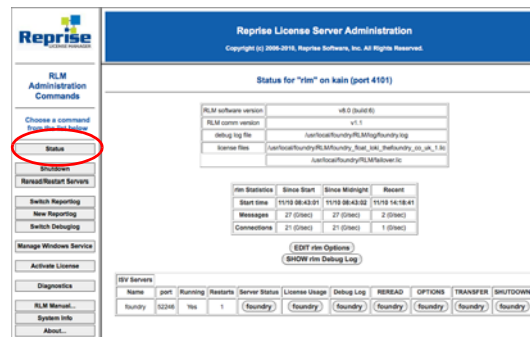 Reprise
LICENSE MANAGER
RLM
Administration
Commands
Choose a command
from the list below
Status
Shutdown
Reread/Restart Servers
Switch Reportlog
New Reportlog
Switch Debuglog
Manage Windows Service
Activate License
Diagnostics
RLM Manual...
System Info
About...
Reprise License Server Administration
Copyright (c) 2006-2010, Reprise Software, Inc. All Rights Reserved.
Status for "rlm" on kain (port 4101)
RLM software version v8.0 (build:6)
RLM comm version v1.1
debug log file /usr/local/foundry/RLM/log/foundry.log
license files /usr/local/foundry/RLM/foundry_float_loki_thefoundry_co_uk_1.lic
/usr/local/foundry/RLM/failover.lic
rlm Statistics Since Start Since Midnight Recent
Start time 11/10 08:43:01 11/10 08:43:02 11/10 14:18:41
Messages 27 (0/sec) 27 (0/sec) 2 (0/sec)
Connections 21 (0/sec) 21 (0/sec) 1 (0/sec)
EDIT rlm Options
SHOW rlm Debug Log
ISV Servers
Name port Running Restarts Server Status License Usage Debug Log REREAD OPTIONS TRANSFER SHUTDOWN
foundry 52246 Yes 1 foundry foundry foundry foundry foundry foundry foundry